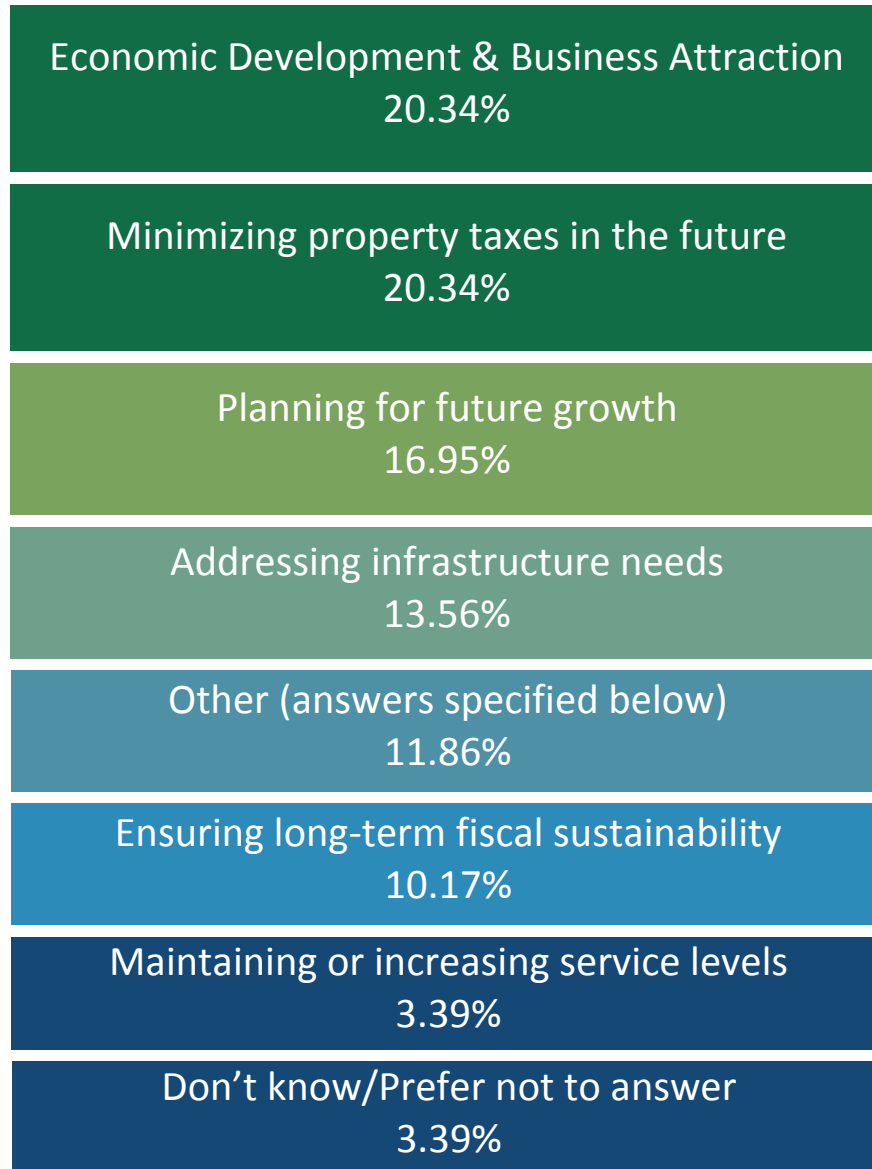 Economic Development & Business Attraction
20.34%
Minimizing property taxes in the future
20.34%
Planning for future growth
16.95%
Addressing infrastructure needs
13.56%
Other (answers specified below)
11.86%
Ensuring long-term fiscal sustainability
10.17%
Maintaining or increasing service levels
3.39%
Don’t know/Prefer not to answer
3.39%